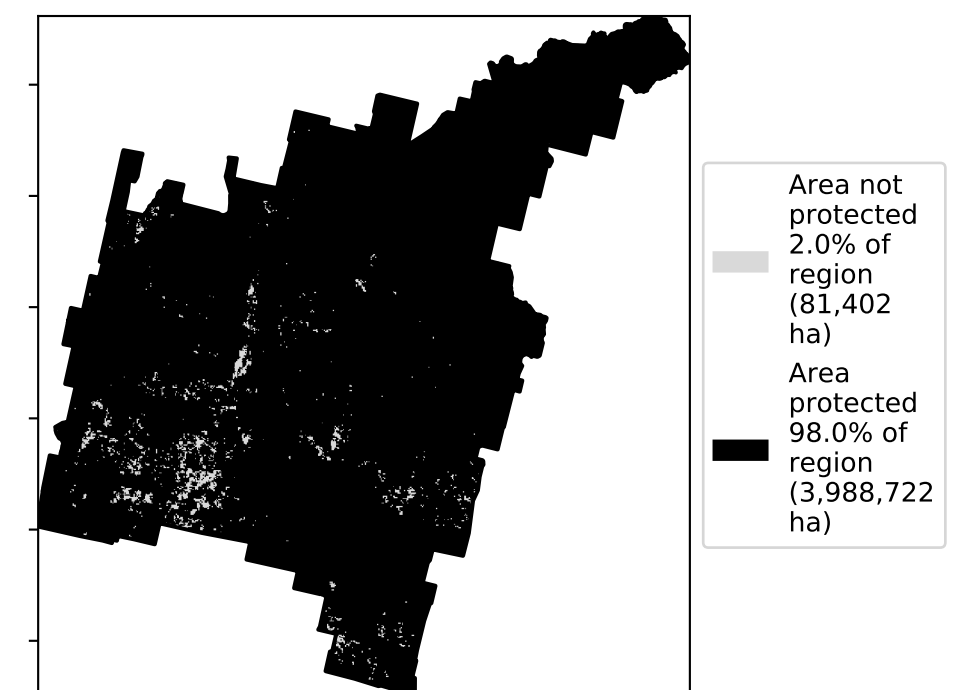 Area not
protected
2.0% of
region
(81,402
ha)
Area
protected
98.0% of
region
(3,988,722
ha)